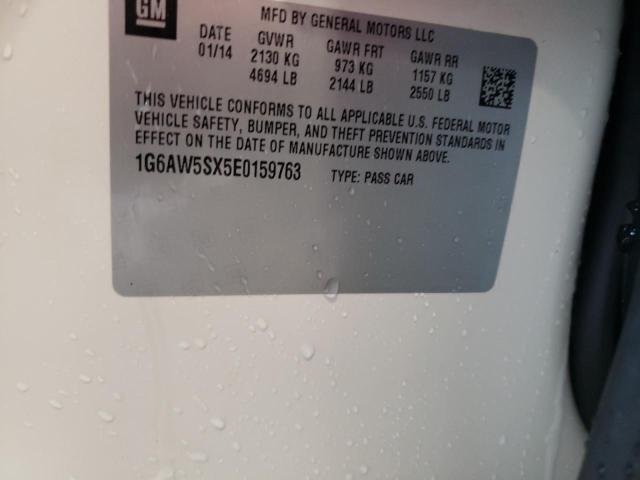 GM
MFD BY GENERAL MOTORS LLC
DATE GVWR GAWR FRT GAWR RR
01/14 2130 KG 973 KG 1157 KG
4694 LB 2144 LB 2550 LB
THIS VEHICLE CONFORMS TO ALL APPLICABLE U.S. FEDERAL MOTOR
VEHICLE SAFETY, BUMPER, AND THEFT PREVENTION STANDARDS IN
EFFECT ON THE DATE OF MANUFACTURE SHOWN ABOVE.
1G6AW5SX5E0159763 TYPE: PASS CAR